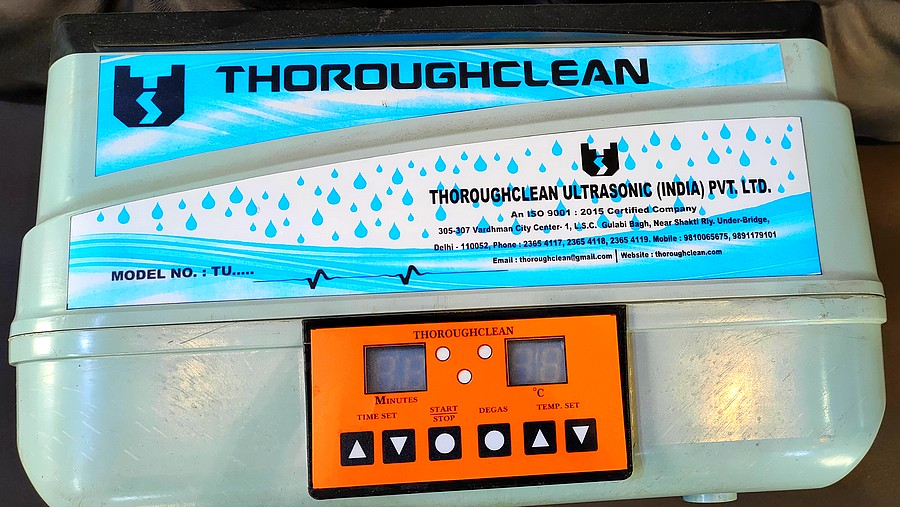 THOROUGHCLEAN
THOROUGHCLEAN ULTRASONIC (INDIA) PVT. LTD.
An ISO 9001 : 2015 Certified Company
305-307 Vardhman City Center- 1, L.S.C. Gulabi Bagh, Near Shakti Rly. Under-Bridge,
Delhi - 110052, Phone : 2365 4117, 2365 4118, 2365 4119. Mobile : 9810065675, 9891179101
Email : thoroughclean@gmail.com | Website : thoroughclean.com
MODEL NO. : TU.....
THOROUGHCLEAN
MINUTES
°C
TIME SET
START
STOP
DEGAS
TEMP. SET